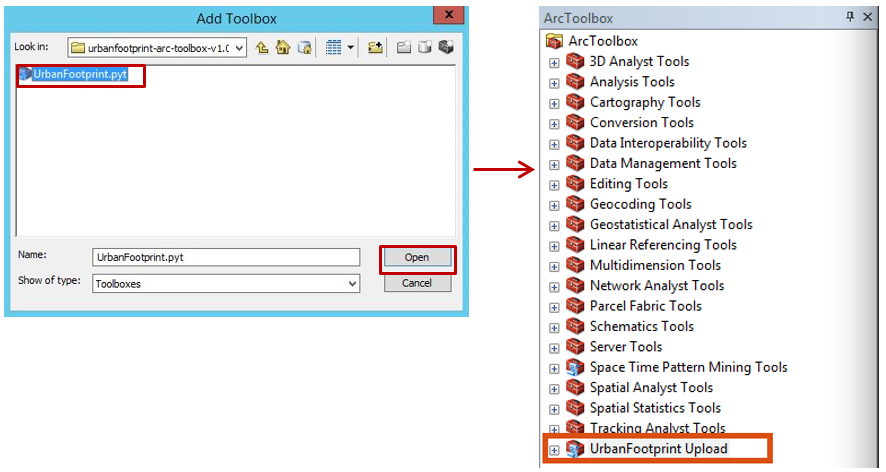 Add Toolbox
Look in: urbanfootprint-arc-toolbox-v1.(
UrbanFootprint.pyt
Name: UrbanFootprint.pyt Open
Show of type: Toolboxes Cancel
ArcToolbox
ArcToolbox
3D Analyst Tools
Analysis Tools
Cartography Tools
Conversion Tools
Data Interoperability Tools
Data Management Tools
Editing Tools
Geocoding Tools
Geostatistical Analyst Tools
Linear Referencing Tools
Multidimension Tools
Network Analyst Tools
Parcel Fabric Tools
Schematics Tools
Server Tools
Space Time Pattern Mining Tools
Spatial Analyst Tools
Spatial Statistics Tools
Tracking Analyst Tools
UrbanFootprint Upload